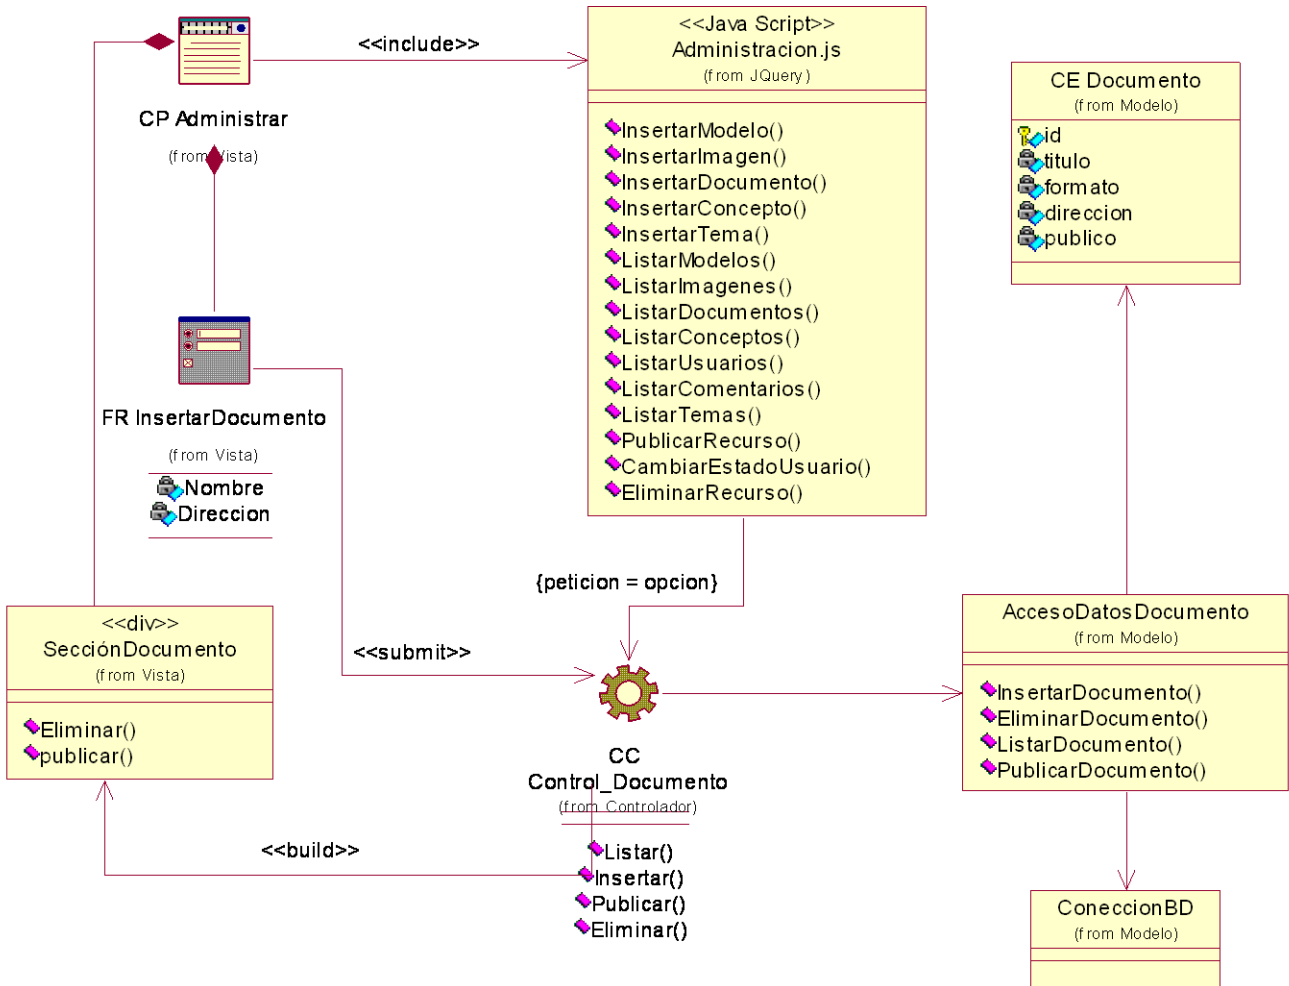 <<include>>
CP Administrar
(from Vista)
<<Java Script>>
Administracion.js
(from JQuery)
InsertarModelo()
InsertarImagen()
InsertarDocumento()
InsertarConcepto()
InsertarTema()
ListarModelos()
ListarImagenes()
ListarDocumentos()
ListarConceptos()
ListarUsuarios()
ListarComentarios()
ListarTemas()
PublicarRecurso()
CambiarEstadoUsuario()
EliminarRecurso()
CE Documento
(from Modelo)
id
titulo
formato
direccion
publico
FR InsertarDocumento
(from Vista)
Nombre
Direccion
{peticion = opcion}
<<submit>>
<<div>>
SecciónDocumento
(from Vista)
Eliminar()
publicar()
CC
Control_Documento
(from Controlador)
Listar()
Insertar()
Publicar()
Eliminar()
<<build>>
AccesoDatosDocumento
(from Modelo)
InsertarDocumento()
EliminarDocumento()
ListarDocumento()
PublicarDocumento()
ConeccionBD
(from Modelo)